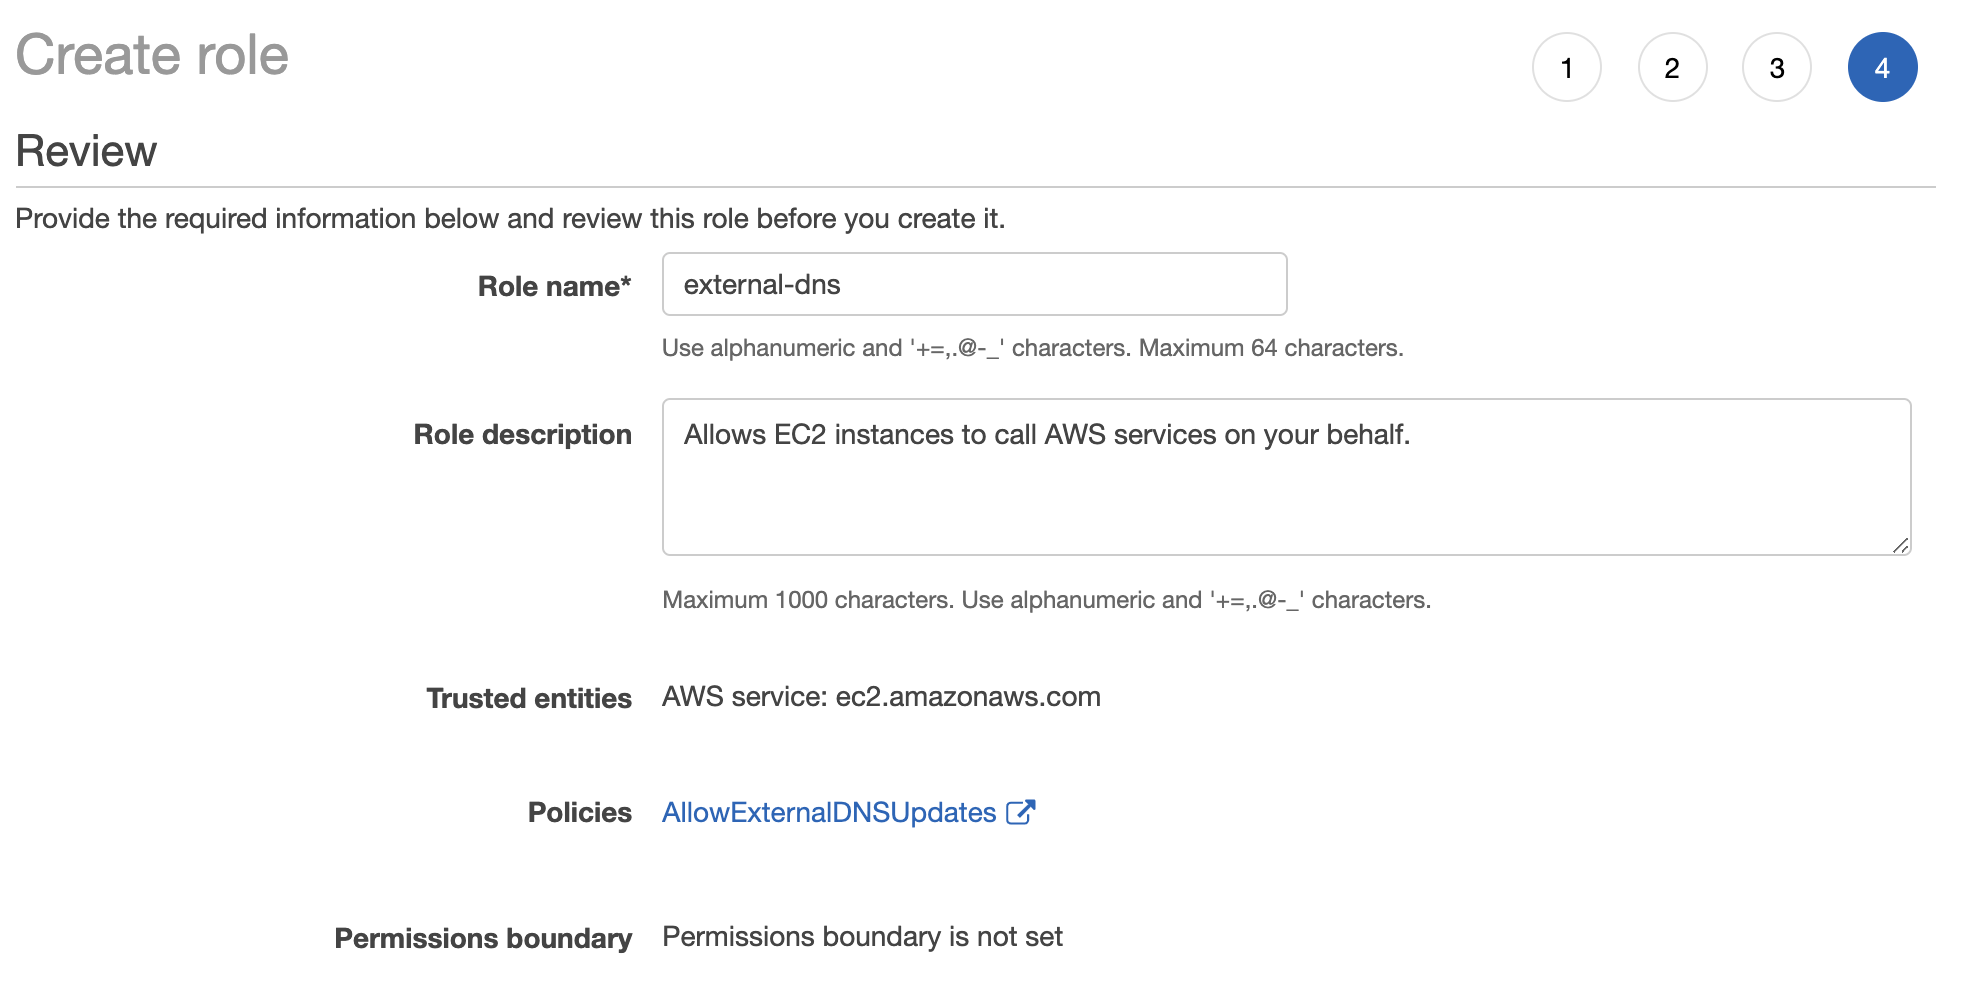 Create role
1 2 3 4
Review
Provide the required information below and review this role before you create it.
Role name* external-dns
Use alphanumeric and '+=,.@-_' characters. Maximum 64 characters.
Role description Allows EC2 instances to call AWS services on your behalf.
Maximum 1000 characters. Use alphanumeric and '+=,.@-_' characters.
Trusted entities AWS service: ec2.amazonaws.com
Policies AllowExternalDNSUpdates
Permissions boundary Permissions boundary is not set